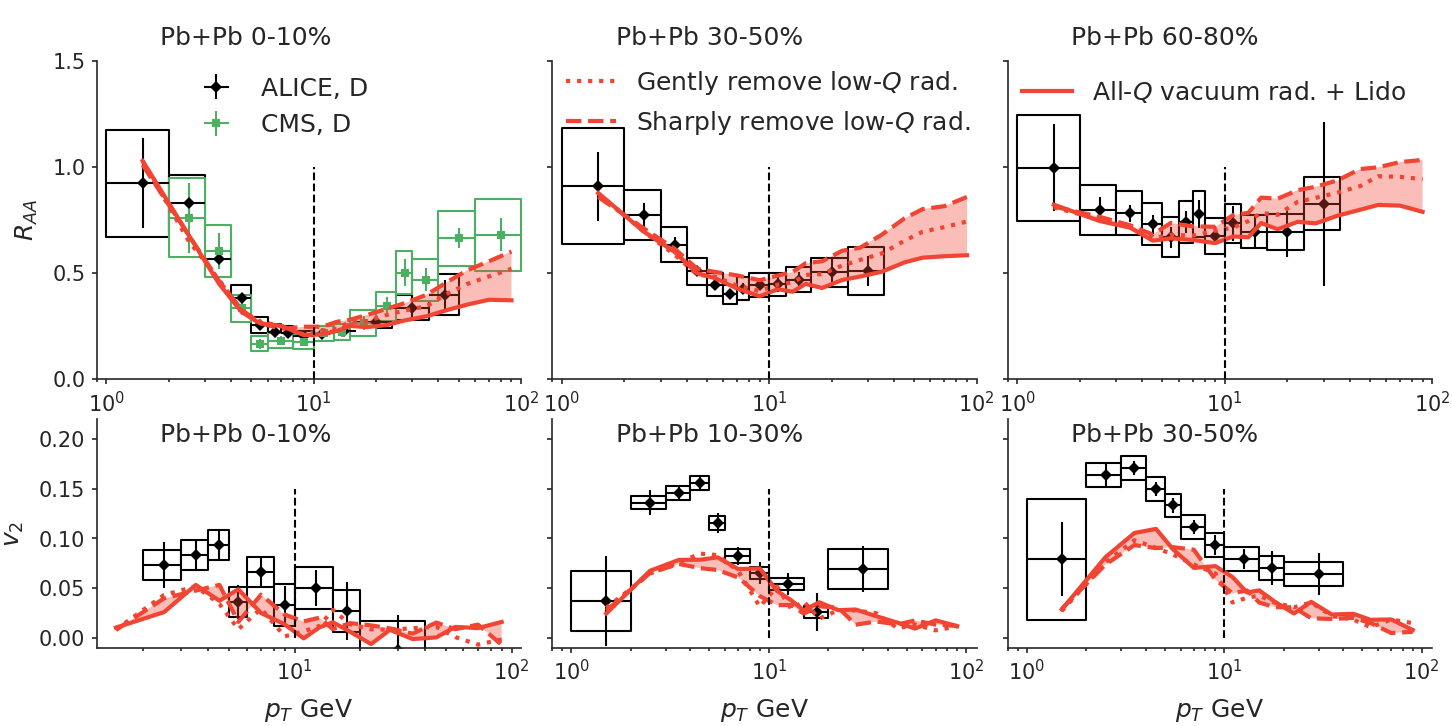 Pb+Pb 0-10%
Pb+Pb 30-50%
Pb+Pb 60-80%
1.5
1.0
0.5
0.0
R_AA
ALICE, D
CMS, D
Gently remove low-Q rad.
Sharply remove low-Q rad.
All-Q vacuum rad. + Lido
10^0 10^1 10^2
10^0 10^1 10^2
10^0 10^1 10^2
Pb+Pb 0-10%
Pb+Pb 10-30%
Pb+Pb 30-50%
0.20
0.15
0.10
0.05
0.00
v_2
10^1 10^2
10^0 10^1 10^2
10^0 10^1 10^2
p_T GeV
p_T GeV
p_T GeV